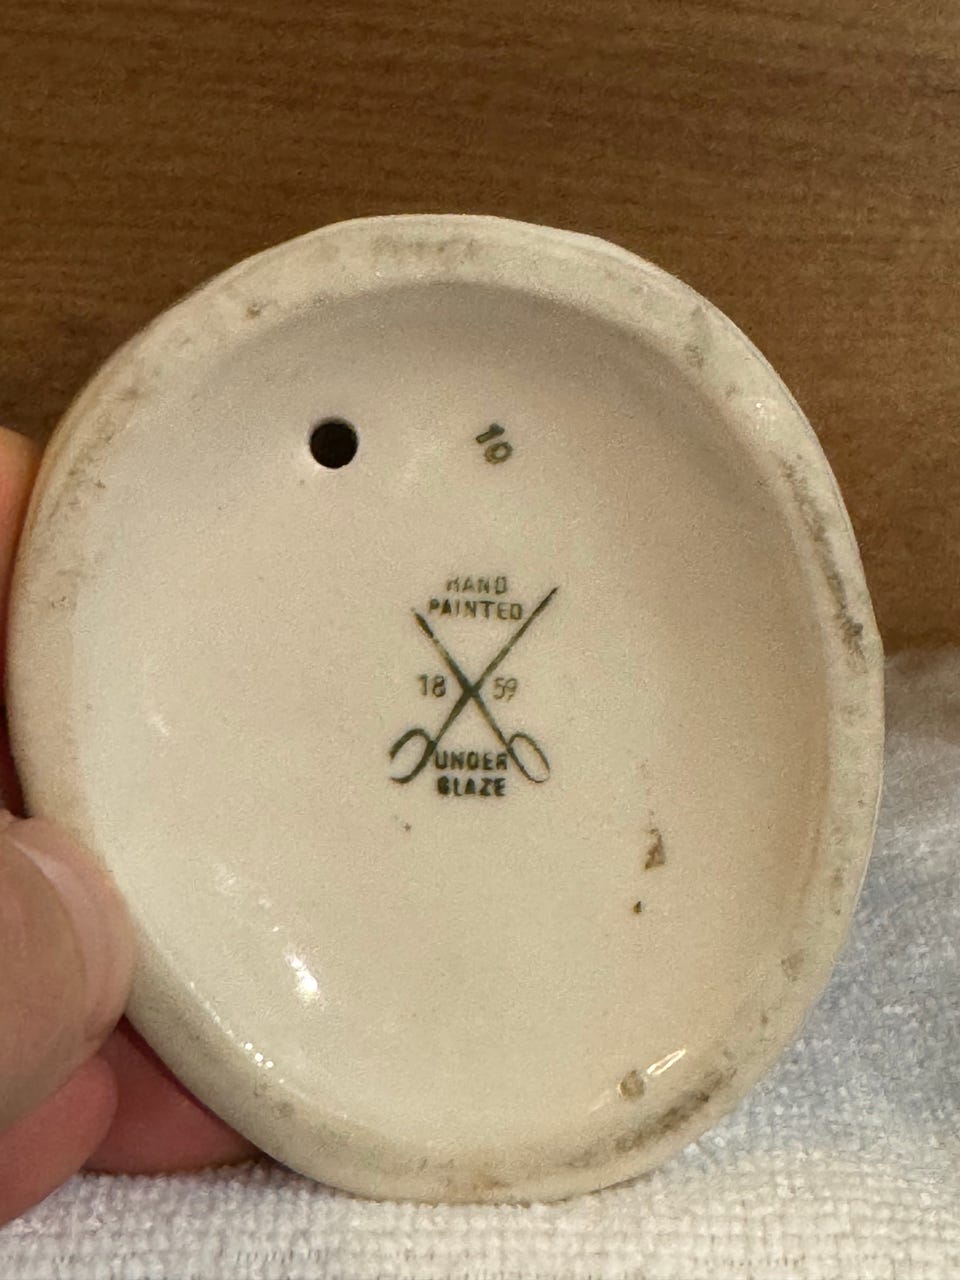 10
HAND
PAINTED
18 59
UNDER
GLAZE